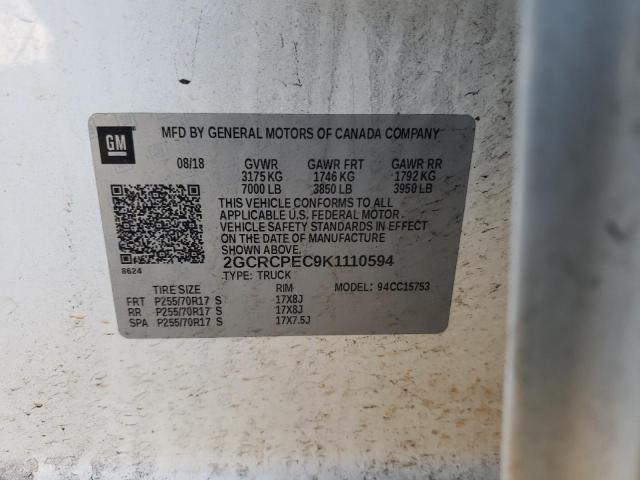 GM
MFD BY GENERAL MOTORS OF CANADA COMPANY
08/18 GVWR GAWR FRT GAWR RR
3175 KG 1746 KG 1792 KG
7000 LB 3850 LB 3950 LB
THIS VEHICLE CONFORMS TO ALL
APPLICABLE U.S. FEDERAL MOTOR
VEHICLE SAFETY STANDARDS IN EFFECT
ON THE DATE OF MANUFACTURE
SHOWN ABOVE.
8624 2GCRCPEC9K1110594
TYPE: TRUCK
TIRE SIZE RIM MODEL: 94CC15753
FRT P255/70R17 S 17X8J
RR P255/70R17 S 17X8J
SPA P255/70R17 S 17X7.5J